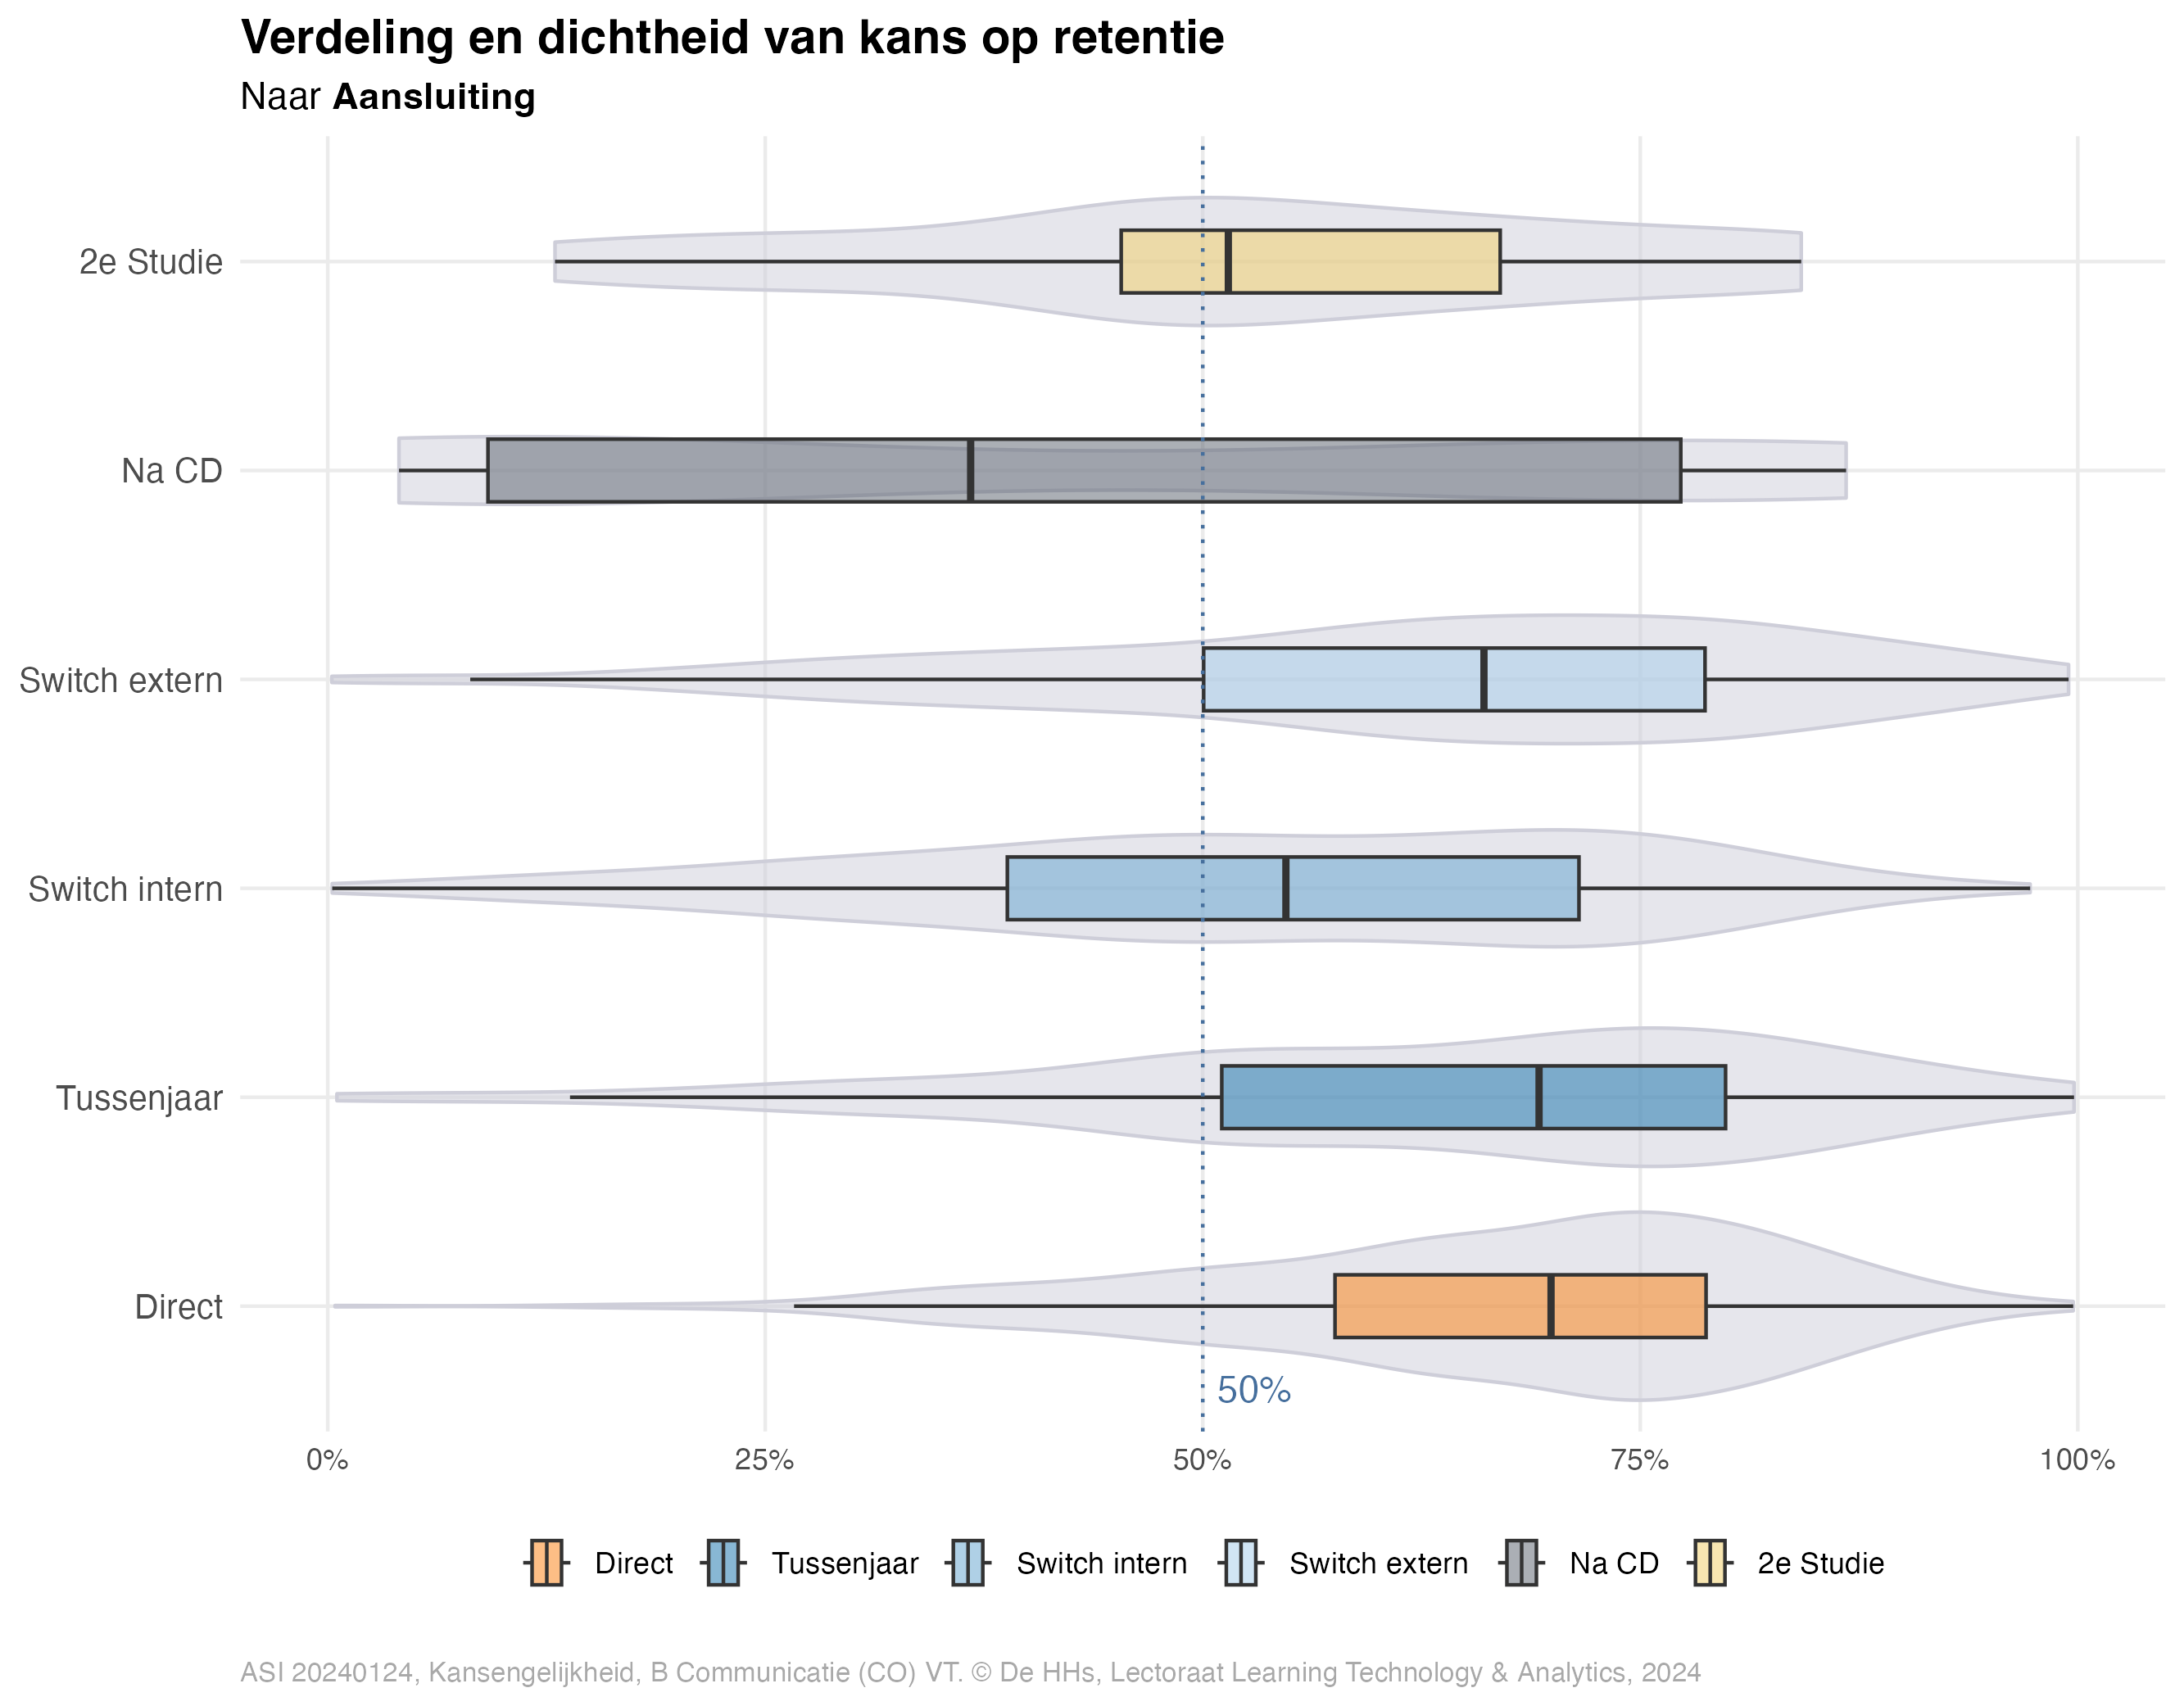 Verdeling en dichtheid van kans op retentie
Naar Aansluiting
2e Studie
Na CD
Switch extern
Switch intern
Tussenjaar
Direct
50%
0%
25%
50%
75%
100%
Direct
Tussenjaar
Switch intern
Switch extern
Na CD
2e Studie
ASI 20240124, Kansengelijkheid, B Communicatie (CO) VT. © De HHs, Lectoraat Learning Technology & Analytics, 2024